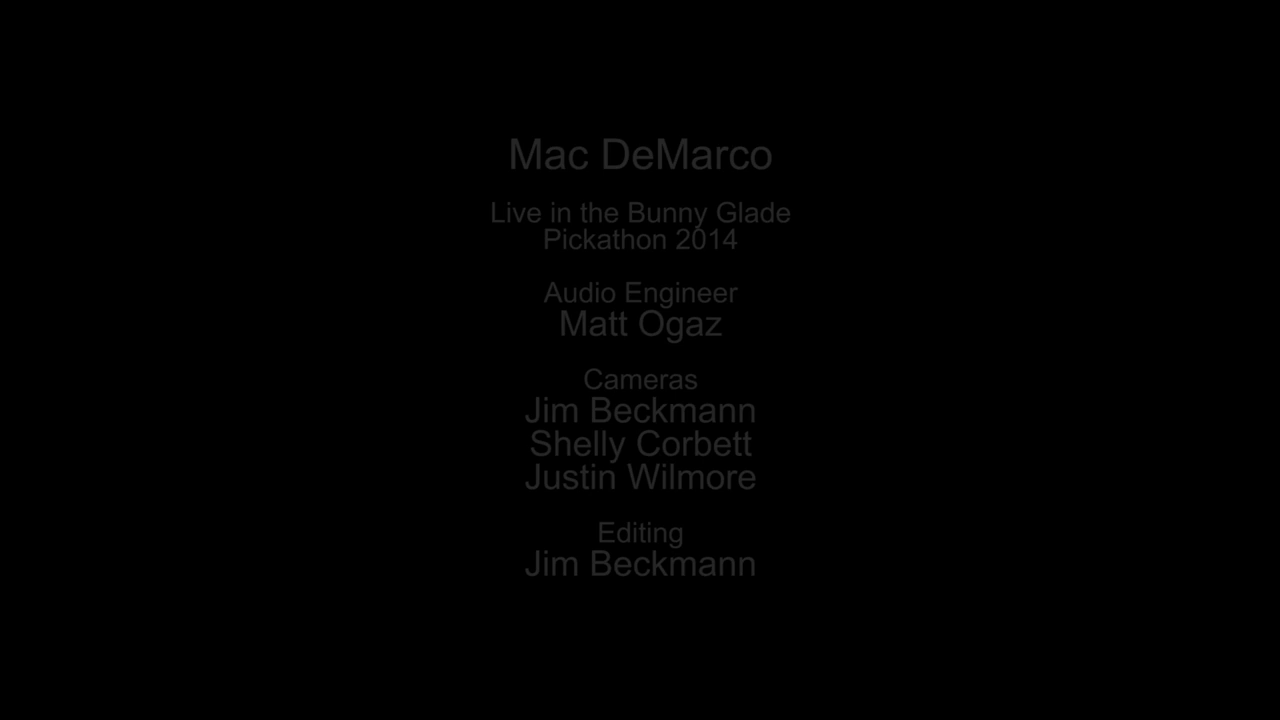 Mac DeMarco
Live in the Bunny Glade
Pickathon 2014
Audio Engineer
Matt Ogaz
Cameras
Jim Beckmann
Shelly Corbett
Justin Wilmore
Editing
Jim Beckmann